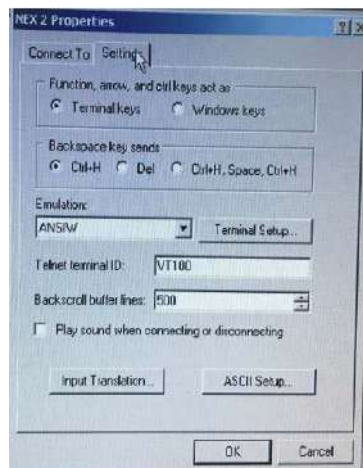 NEX 2 Properties
Connect To Settings
Function, arrow, and ctrl keys act as
Terminal keys Windows keys
Backspace key sends
Ctrl+H Del Ctrl+H, Space, Ctrl+H
Emulation:
ANSIW Terminal Setup...
Telnet terminal ID: VT100
Backscroll buffer lines: 500
Play sound when connecting or disconnecting
Input Translation... ASCII Setup...
OK Cancel